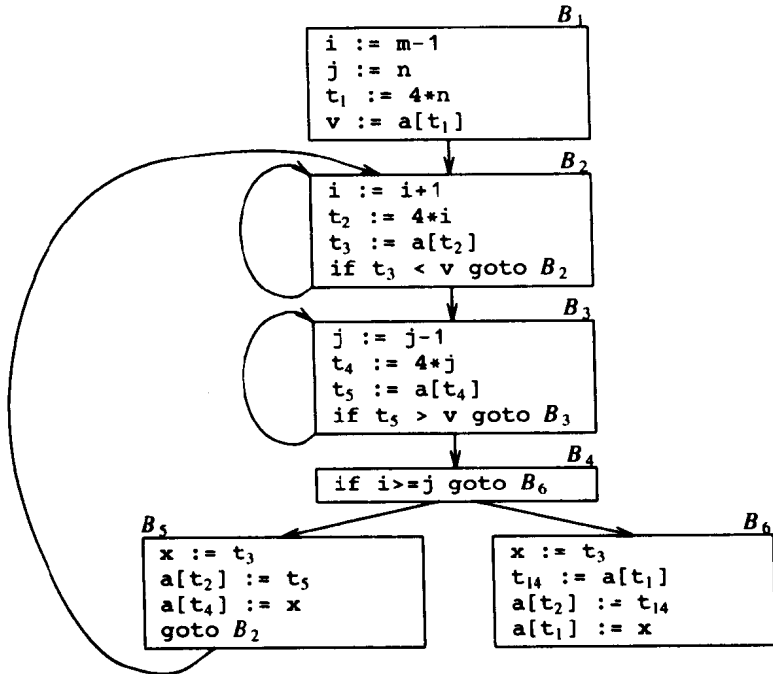 B₁
i := m-1
j := n
t₁ := 4*n
v := a[t₁]
B₂
i := i+1
t₂ := 4*i
t₃ := a[t₂]
if t₃ < v goto B₂
B₃
j := j-1
t₄ := 4*j
t₅ := a[t₄]
if t₅ > v goto B₃
B₄
if i>=j goto B₆
B₅
x := t₃
a[t₂] := t₅
a[t₄] := x
goto B₂
B₆
x := t₃
t₁₄ := a[t₁]
a[t₂] := t₁₄
a[t₁] := x